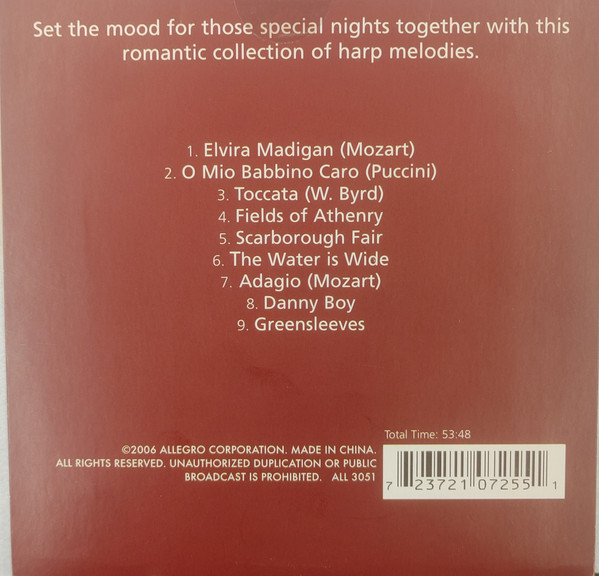 Set the mood for those special nights together with this
romantic collection of harp melodies.
1. Elvira Madigan (Mozart)
2. O Mio Babbino Caro (Puccini)
3. Toccata (W. Byrd)
4. Fields of Athenry
5. Scarborough Fair
6. The Water is Wide
7. Adagio (Mozart)
8. Danny Boy
9. Greensleeves
Total Time: 53:48
©2006 ALLEGRO CORPORATION. MADE IN CHINA.
ALL RIGHTS RESERVED. UNAUTHORIZED DUPLICATION OR PUBLIC
BROADCAST IS PROHIBITED. ALL 3051
7 23721 07255 1